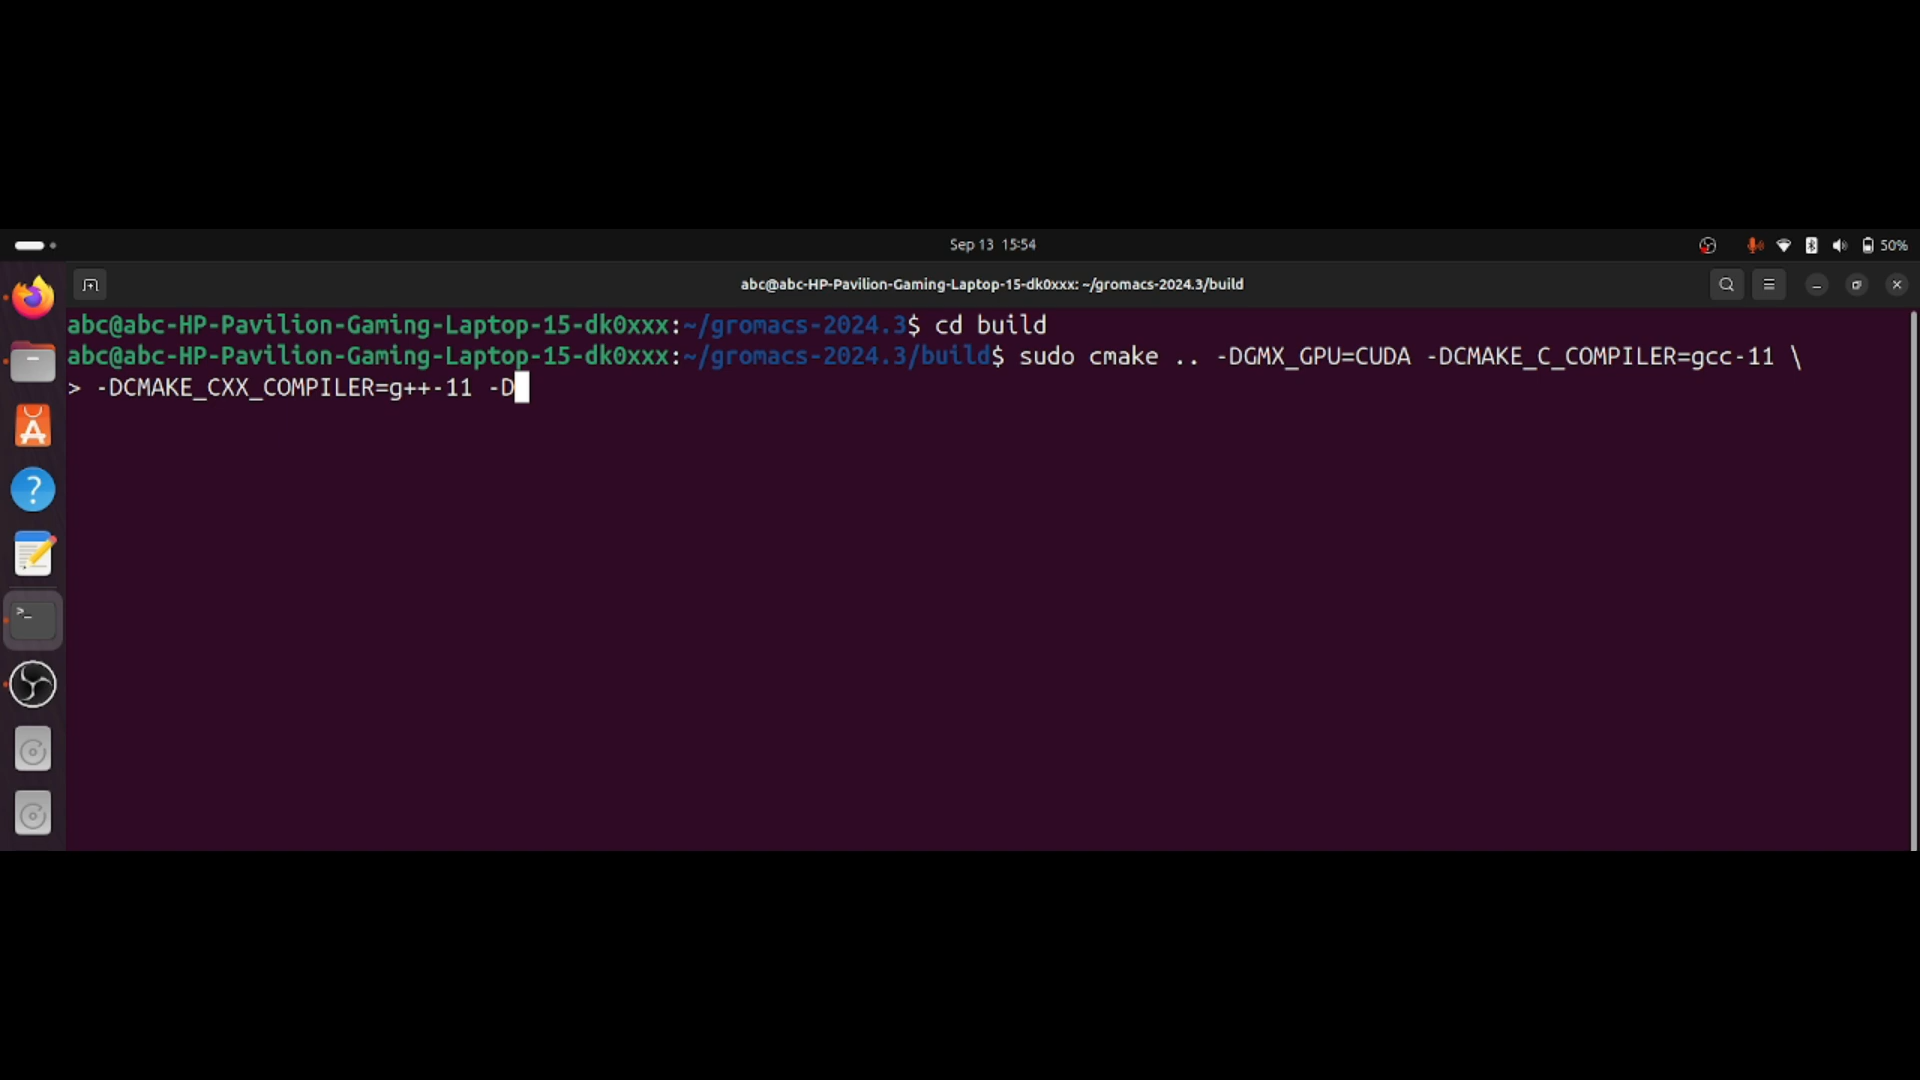 Sep 13 15:54
50%
abc@abc-HP-Pavilion-Gaming-Laptop-15-dk0xxx: ~/gromacs-2024.3/build
abc@abc-HP-Pavilion-Gaming-Laptop-15-dk0xxx:~/gromacs-2024.3$ cd build
abc@abc-HP-Pavilion-Gaming-Laptop-15-dk0xxx:~/gromacs-2024.3/build$ sudo cmake .. -DGMX_GPU=CUDA -DCMAKE_C_COMPILER=gcc-11 \
> -DCMAKE_CXX_COMPILER=g++-11 -D